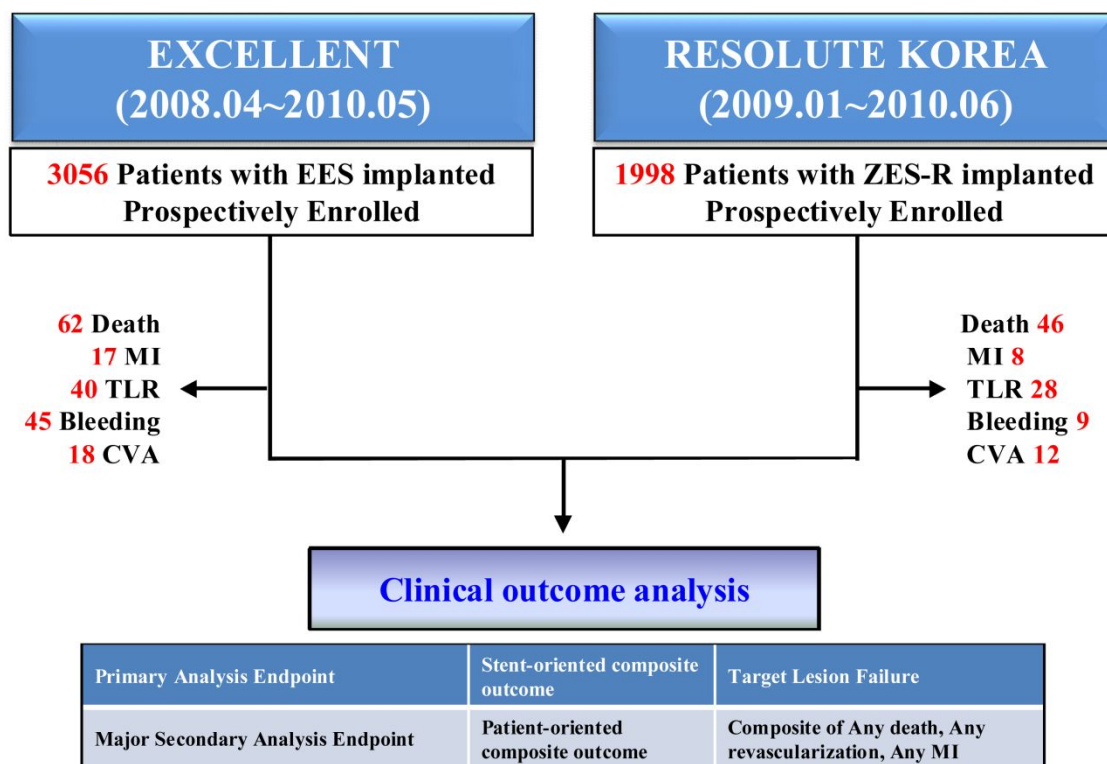 EXCELLENT
(2008.04~2010.05)
3056 Patients with EES implanted
Prospectively Enrolled
RESOLUTE KOREA
(2009.01~2010.06)
1998 Patients with ZES-R implanted
Prospectively Enrolled
62 Death
17 MI
40 TLR
45 Bleeding
18 CVA
Death 46
MI 8
TLR 28
Bleeding 9
CVA 12
Clinical outcome analysis
Primary Analysis Endpoint
Stent-oriented composite
outcome
Target Lesion Failure
Major Secondary Analysis Endpoint
Patient-oriented
composite outcome
Composite of Any death, Any
revascularization, Any MI